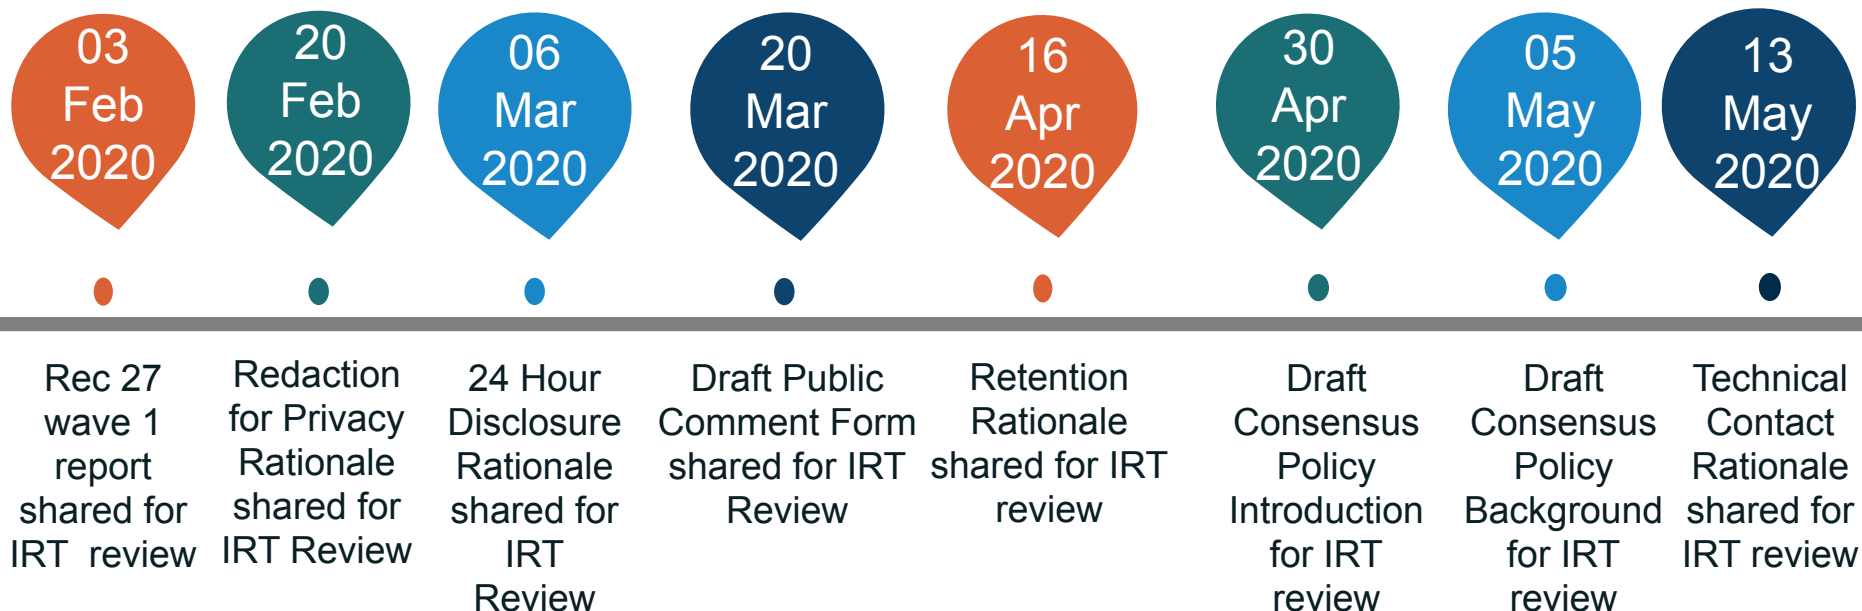 03
Feb
2020
20
Feb
2020
06
Mar
2020
20
Mar
2020
16
Apr
2020
30
Apr
2020
05
May
2020
13
May
2020
Rec 27
wave 1
report
shared for
IRT review
Redaction
for Privacy
Rationale
shared for
IRT Review
24 Hour
Disclosure
Rationale
shared for
IRT
Review
Draft Public
Comment Form
shared for IRT
Review
Retention
Rationale
shared for IRT
review
Draft
Consensus
Policy
Introduction
for IRT
review
Draft
Consensus
Policy
Background
for IRT
review
Technical
Contact
Rationale
shared for
IRT review